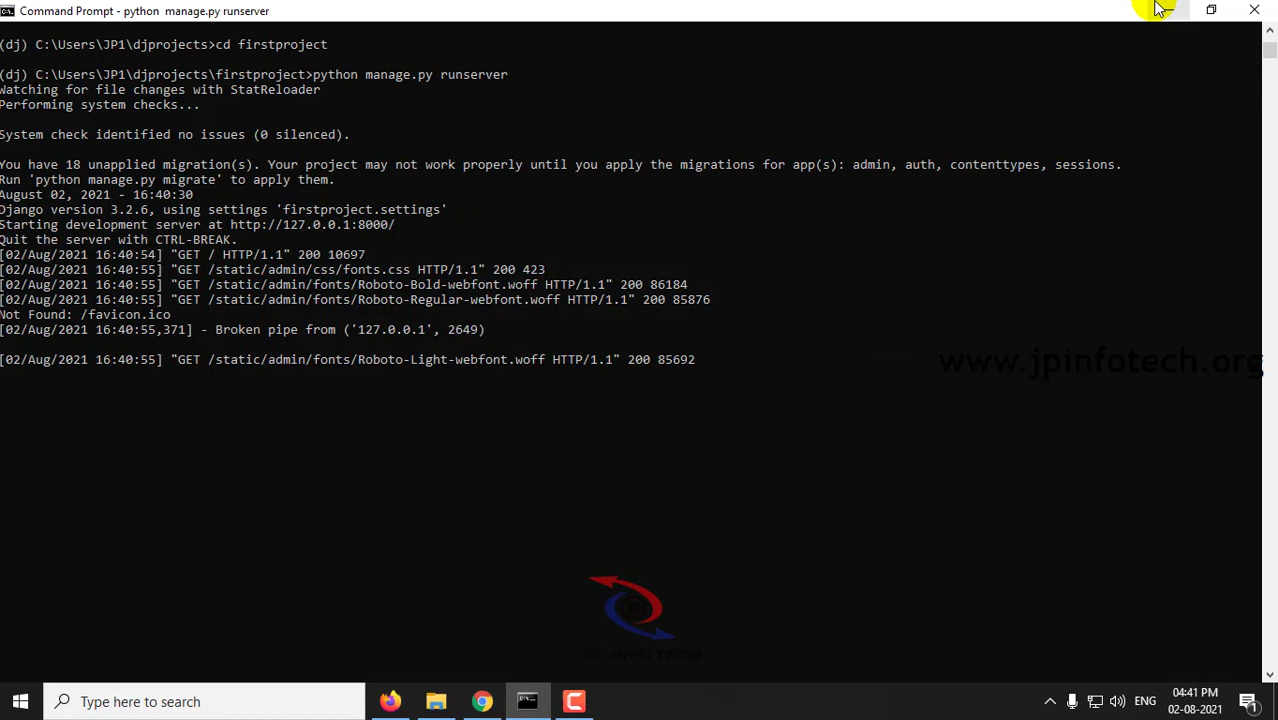 Command Prompt - python  manage.py runserver
(dj) C:\Users\JP1\djprojects>cd firstproject
(dj) C:\Users\JP1\djprojects\firstproject>python manage.py runserver
Watching for file changes with StatReloader
Performing system checks...
System check identified no issues (0 silenced).
You have 18 unapplied migration(s). Your project may not work properly until you apply the migrations for app(s): admin, auth, contenttypes, sessions.
Run 'python manage.py migrate' to apply them.
August 02, 2021 - 16:40:30
Django version 3.2.6, using settings 'firstproject.settings'
Starting development server at http://127.0.0.1:8000/
Quit the server with CTRL-BREAK.
[02/Aug/2021 16:40:54] "GET / HTTP/1.1" 200 10697
[02/Aug/2021 16:40:55] "GET /static/admin/css/fonts.css HTTP/1.1" 200 423
[02/Aug/2021 16:40:55] "GET /static/admin/fonts/Roboto-Bold-webfont.woff HTTP/1.1" 200 86184
[02/Aug/2021 16:40:55] "GET /static/admin/fonts/Roboto-Regular-webfont.woff HTTP/1.1" 200 85876
Not Found: /favicon.ico
[02/Aug/2021 16:40:55,371] - Broken pipe from ('127.0.0.1', 2649)
[02/Aug/2021 16:40:55] "GET /static/admin/fonts/Roboto-Light-webfont.woff HTTP/1.1" 200 85692
www.jpinfotech.org
JP INFOTECH
Type here to search
ENG
04:41 PM
02-08-2021
1